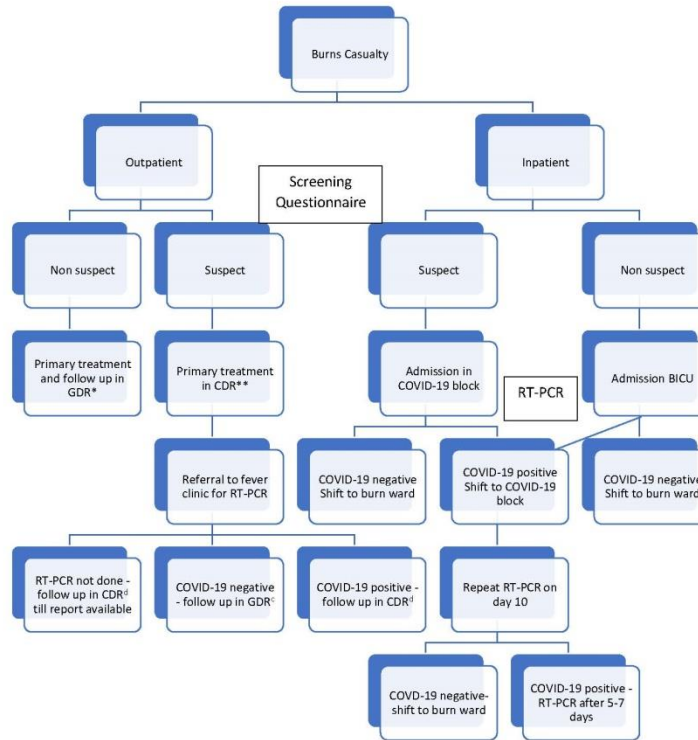 Burns Casualty
Outpatient
Inpatient
Screening
Questionnaire
Non suspect
Suspect
Suspect
Non suspect
Primary treatment
and follow up in
GDR*
Primary treatment
in CDR**
Admission in
COVID-19 block
RT-PCR
Admission BICU
Referral to fever
clinic for RT-PCR
COVID-19 negative
Shift to burn ward
COVID-19 positive
Shift to COVID-19
block
COVID-19 negative
Shift to burn ward
RT-PCR not done -
follow up in CDRᵈ
till report available
COVID-19 negative
- follow up in GDRᶜ
COVID-19 positive -
follow up in CDRᵈ
Repeat RT-PCR on
day 10
COVD-19 negative-
shift to burn ward
COVID-19 positive -
RT-PCR after 5-7
days